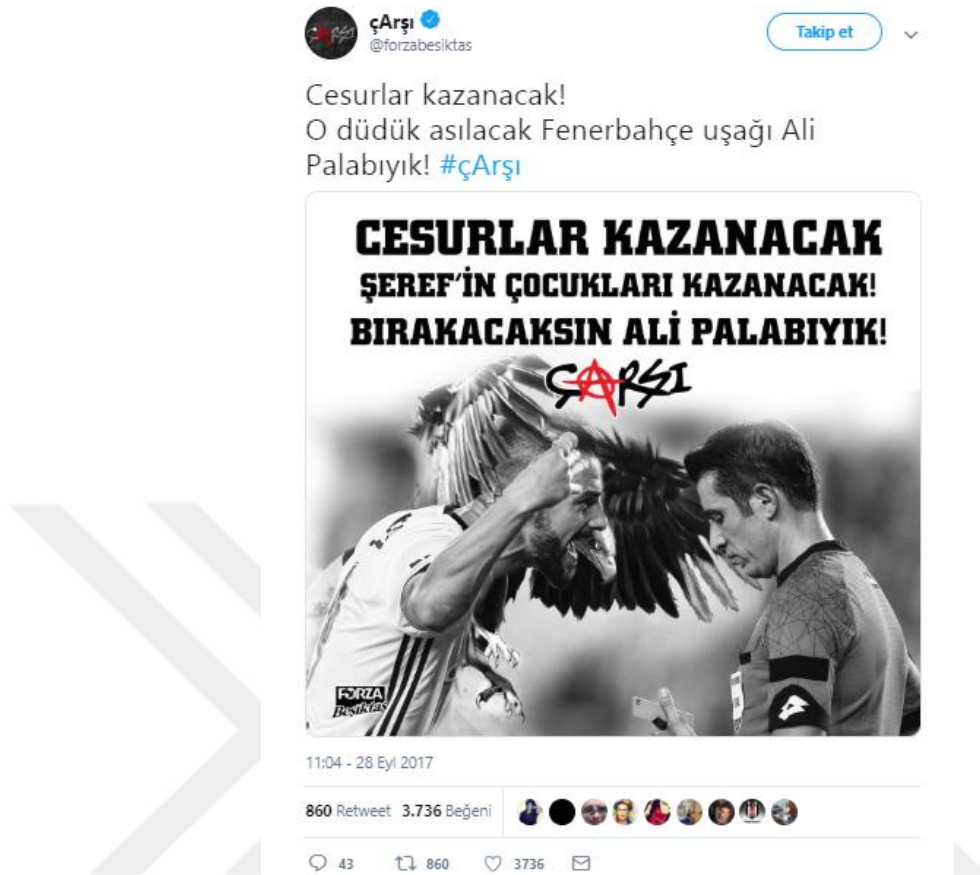 çArşı
@forzabesiktas
Takip et
Cesurlar kazanacak!
O düdük asılacak Fenerbahçe uşağı Ali
Palabıyık! #çArşı
CESURLAR KAZANACAK
ŞEREF'İN ÇOCUKLARI KAZANACAK!
BIRAKACAKSIN ALİ PALABIYIK!
ÇARŞI
FORZA
Beşiktaş
11:04 - 28 Eyl 2017
860 Retweet 3.736 Beğeni
43 860 3736